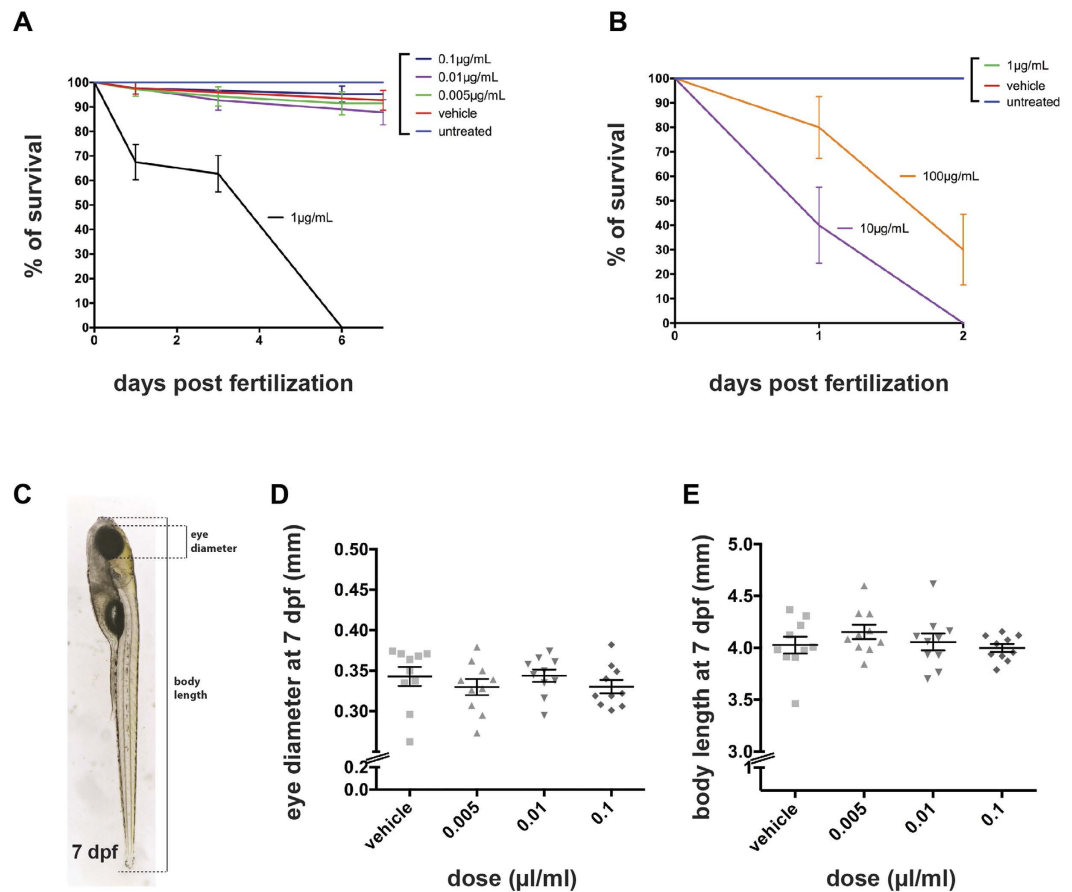 A
0.1µg/mL
0.01µg/mL
0.005µg/mL
vehicle
untreated
100
90
80
70
60
50
40
30
20
10
0
% of survival
1µg/mL
0 2 4 6
days post fertilization
B
1µg/mL
vehicle
untreated
100
90
80
70
60
50
40
30
20
10
0
% of survival
100µg/mL
10µg/mL
0 1 2
days post fertilization
C
eye
diameter
body
length
7 dpf
D
eye diameter at 7 dpf (mm)
0.50
0.45
0.40
0.35
0.30
0.2
0.0
vehicle 0.005 0.01 0.1
dose (µl/ml)
E
body length at 7 dpf (mm)
5.0
4.5
4.0
3.5
3.0
1
vehicle 0.005 0.01 0.1
dose (µl/ml)